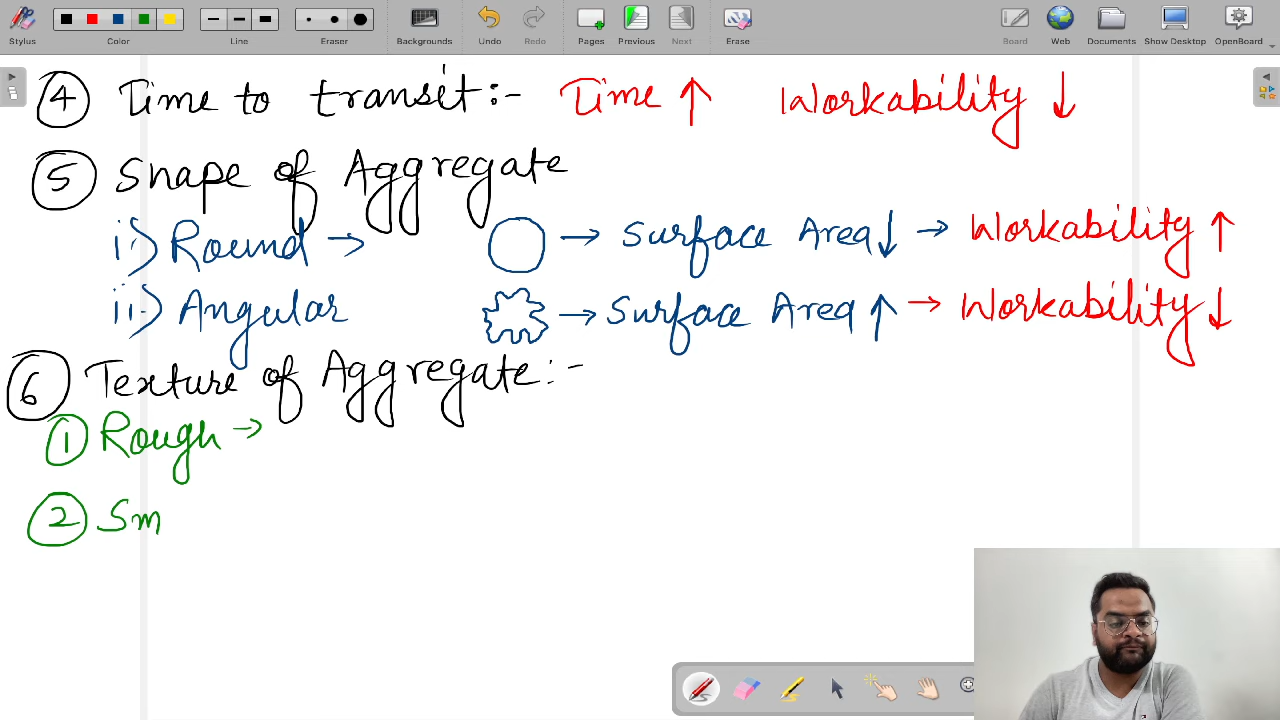 Stylus Color Line Eraser Backgrounds Undo Redo Pages Previous Next Erase Board Web Documents Show Desktop OpenBoard
4 Time to transit:- Time ↑ Workability ↓
5 Shape of Aggregate
i.) Round → → Surface Area ↓ → Workability ↑
ii.) Angular → Surface Area ↑ → Workability ↓
6 Texture of Aggregate:-
1 Rough →
2 Sm